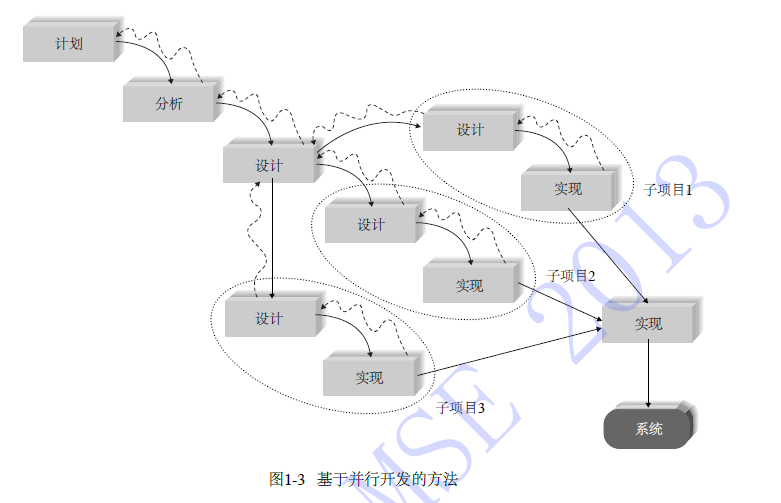 计划
分析
设计
设计
实现
子项目1
设计
实现
子项目2
设计
实现
子项目3
实现
系统
图1-3 基于并行开发的方法
MSE 2013